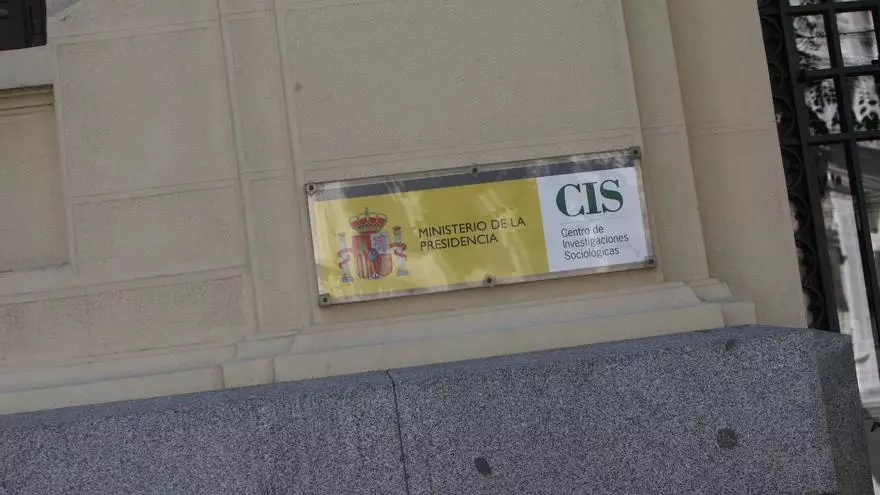 MINISTERIO DE LA
PRESIDENCIA
CIS
Centro de
Investigaciones
Sociológicas